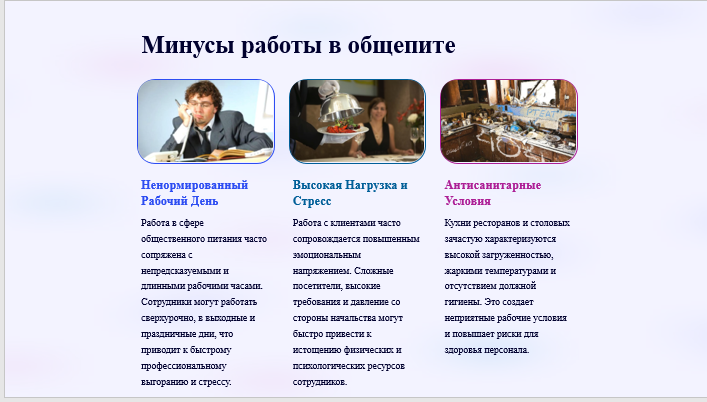 Минусы работы в общепите
Ненормированный
Рабочий День
Работа в сфере
общественного питания часто
сопряжена с
непредсказуемыми и
длинными рабочими часами.
Сотрудники могут работать
сверхурочно, в выходные и
праздничные дни, что
приводит к быстрому
профессиональному
выгоранию и стрессу.
Высокая Нагрузка и
Стресс
Работа с клиентами часто
сопровождается повышенным
эмоциональным
напряжением. Сложные
посетители, высокие
требования и давление со
стороны начальства могут
быстро привести к
истощению физических и
психологических ресурсов
сотрудников.
Антисанитарные
Условия
Кухни ресторанов и столовых
зачастую характеризуются
высокой загруженностью,
жаркими температурами и
отсутствием должной
гигиены. Это создает
неприятные рабочие условия
и повышает риски для
здоровья персонала.